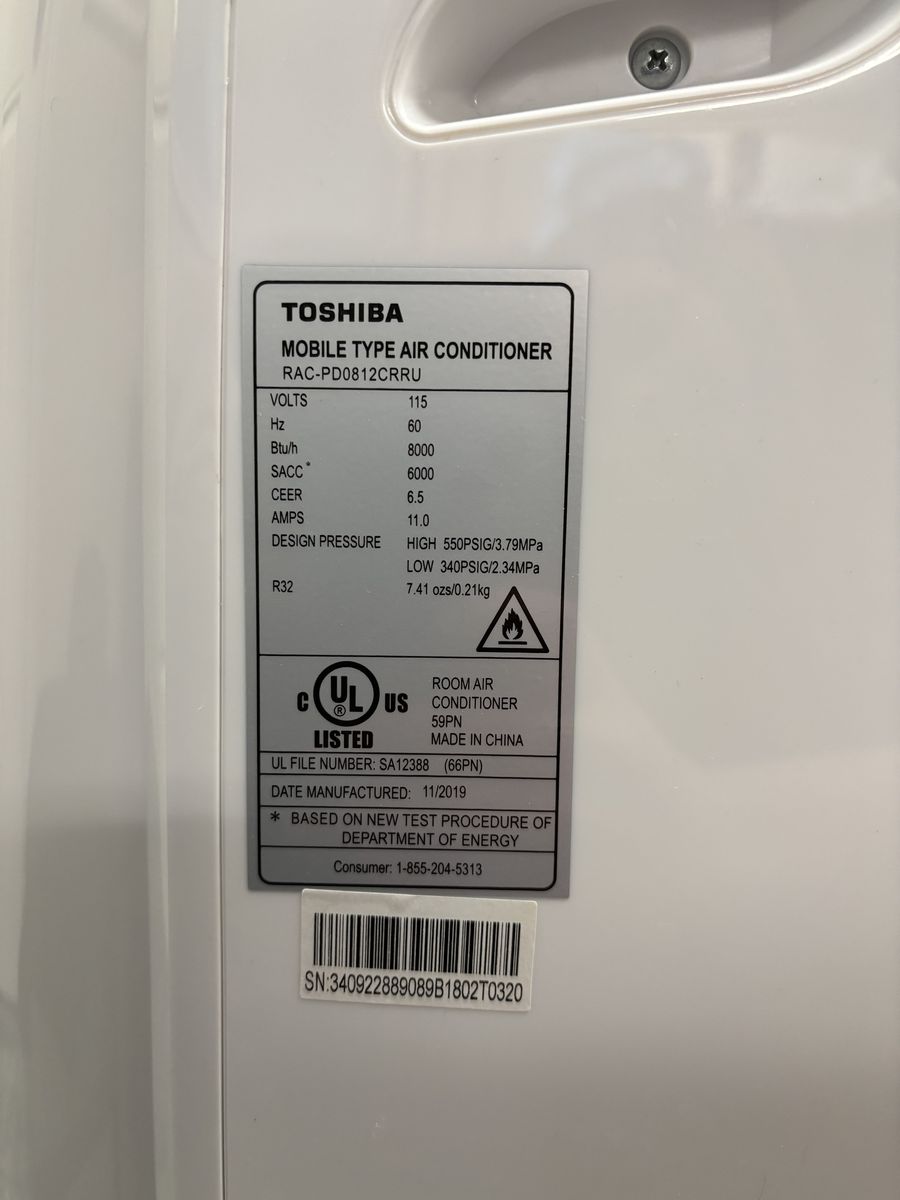 TOSHIBA
MOBILE TYPE AIR CONDITIONER
RAC-PD0812CRRU
VOLTS 115
Hz 60
Btu/h 8000
SACC* 6000
CEER 6.5
AMPS 11.0
DESIGN PRESSURE HIGH 550PSIG/3.79MPa
LOW 340PSIG/2.34MPa
R32 7.41 ozs/0.21kg
C UL ® US
LISTED
ROOM AIR
CONDITIONER
59PN
MADE IN CHINA
UL FILE NUMBER: SA12388 (66PN)
DATE MANUFACTURED: 11/2019
* BASED ON NEW TEST PROCEDURE OF
DEPARTMENT OF ENERGY
Consumer: 1-855-204-5313
SN:340922889089B1802T0320